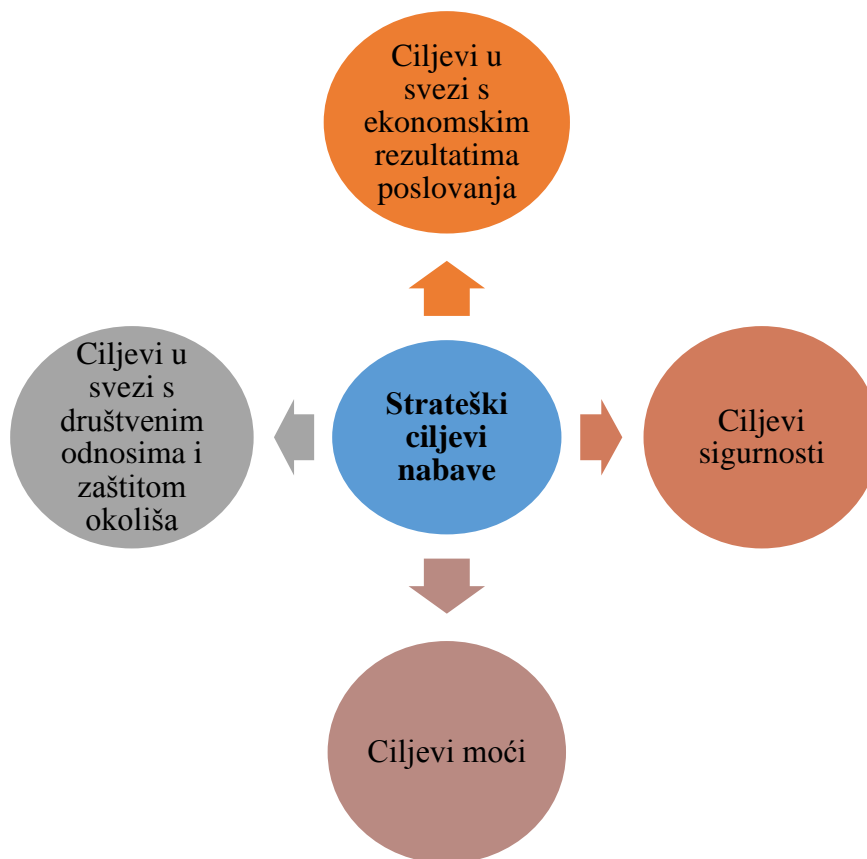 Ciljevi u
svezi s
ekonomskim
rezultatima
poslovanja
Ciljevi u
svezi s
društvenim
odnosima i
zaštitom
okoliša
Strateški
ciljevi
nabave
Ciljevi
sigurnosti
Ciljevi moći